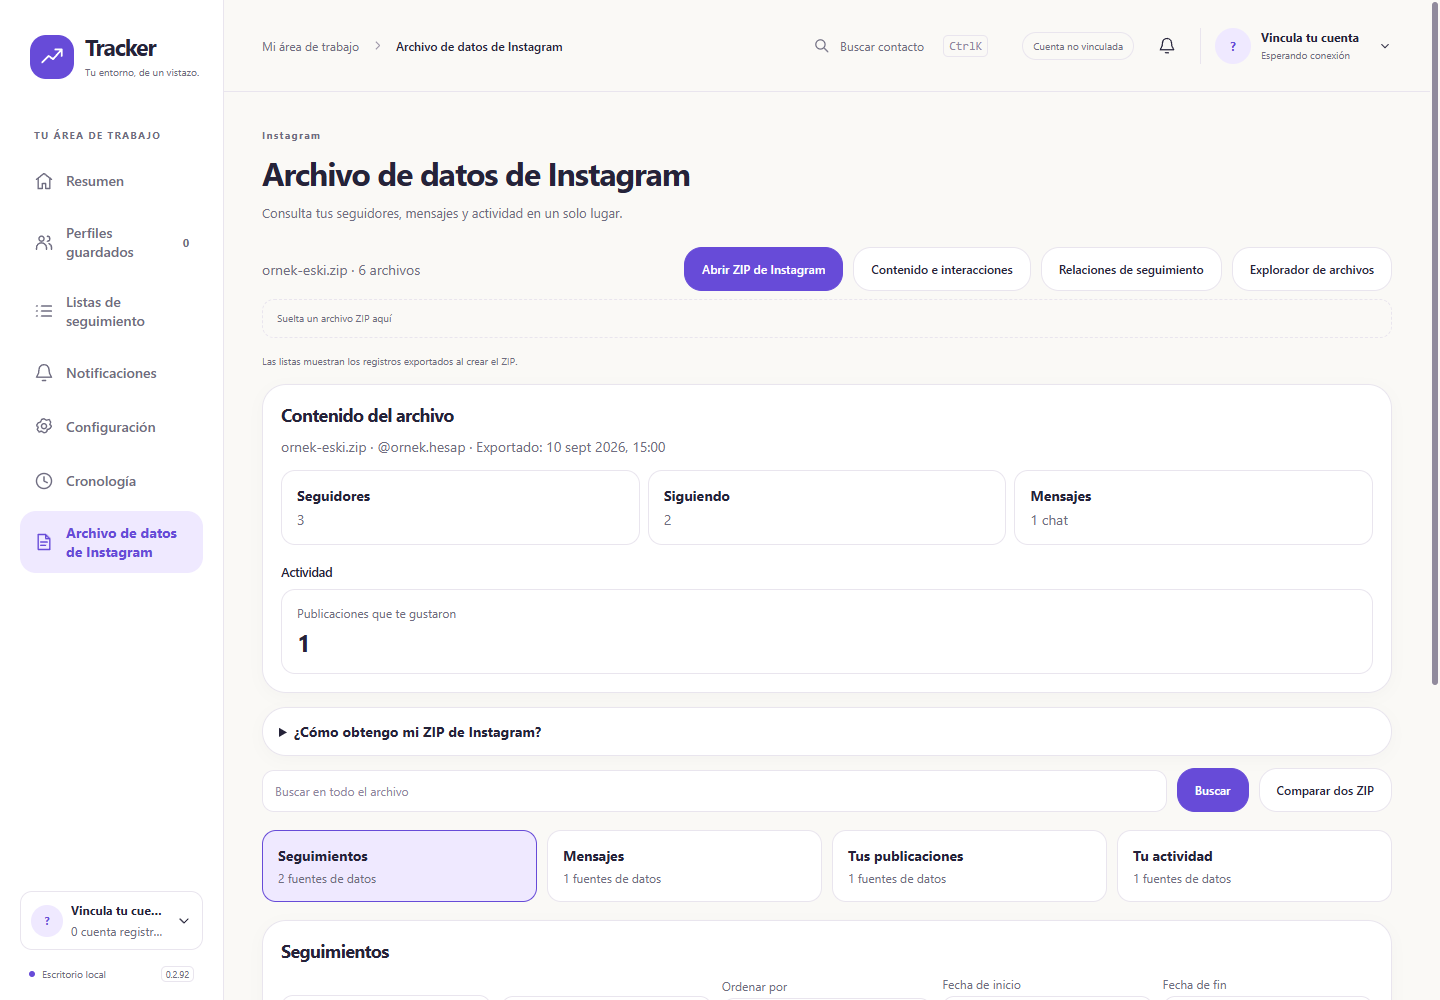 Tracker
Tu entorno, de un vistazo.
TU ÁREA DE TRABAJO
Resumen
Perfiles
guardados
0
Listas de
seguimiento
Notificaciones
Configuración
Cronología
Archivo de datos
de Instagram
?
Vincula tu cue...
0 cuenta registr...
Escritorio local
0.2.92
Mi área de trabajo
Archivo de datos de Instagram
Buscar contacto
Ctrl K
Cuenta no vinculada
?
Vincula tu cuenta
Esperando conexión
Instagram
Archivo de datos de Instagram
Consulta tus seguidores, mensajes y actividad en un solo lugar.
ornek-eski.zip · 6 archivos
Abrir ZIP de Instagram
Contenido e interacciones
Relaciones de seguimiento
Explorador de archivos
Suelta un archivo ZIP aquí
Las listas muestran los registros exportados al crear el ZIP.
Contenido del archivo
ornek-eski.zip · @ornek.hesap · Exportado: 10 sept 2026, 15:00
Seguidores
3
Siguiendo
2
Mensajes
1 chat
Actividad
Publicaciones que te gustaron
1
¿Cómo obtengo mi ZIP de Instagram?
Buscar en todo el archivo
Buscar
Comparar dos ZIP
Seguimientos
2 fuentes de datos
Mensajes
1 fuentes de datos
Tus publicaciones
1 fuentes de datos
Tu actividad
1 fuentes de datos
Seguimientos
Ordenar por
Fecha de inicio
Fecha de fin